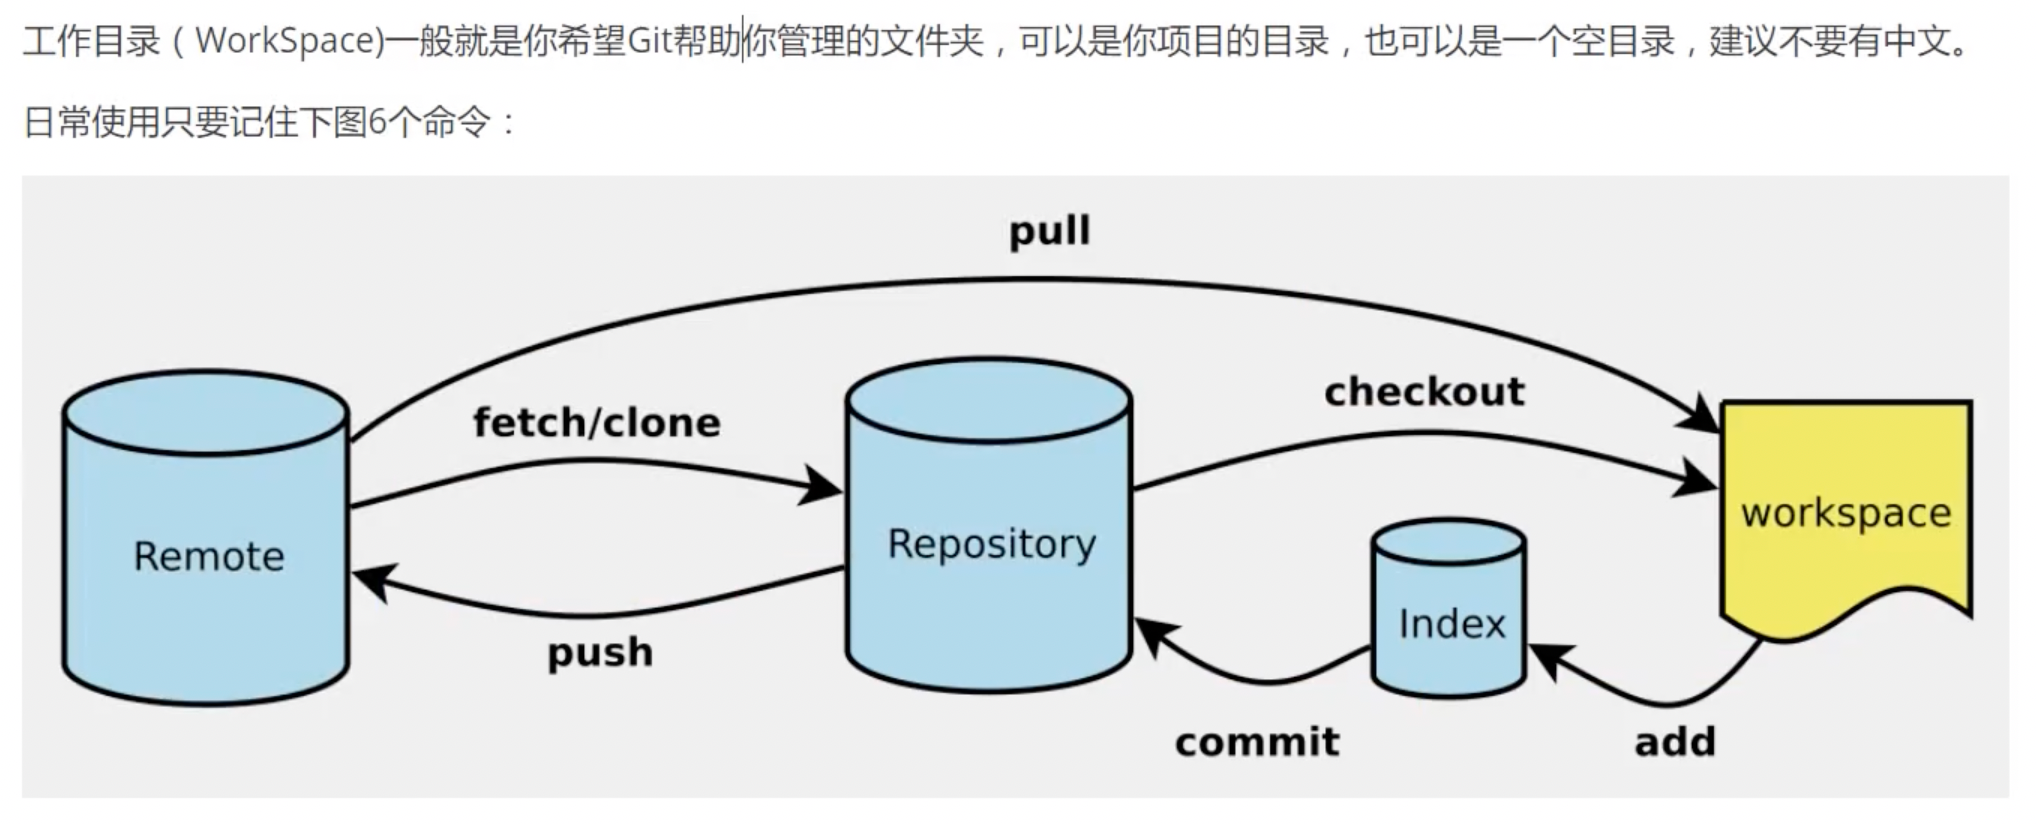 工作目录（WorkSpace)一般就是你希望Git帮助你管理的文件夹，可以是你项目的目录，也可以是一个空目录，建议不要有中文。
日常使用只要记住下图6个命令：
pull
fetch/clone
checkout
Remote
Repository
workspace
Index
push
commit
add